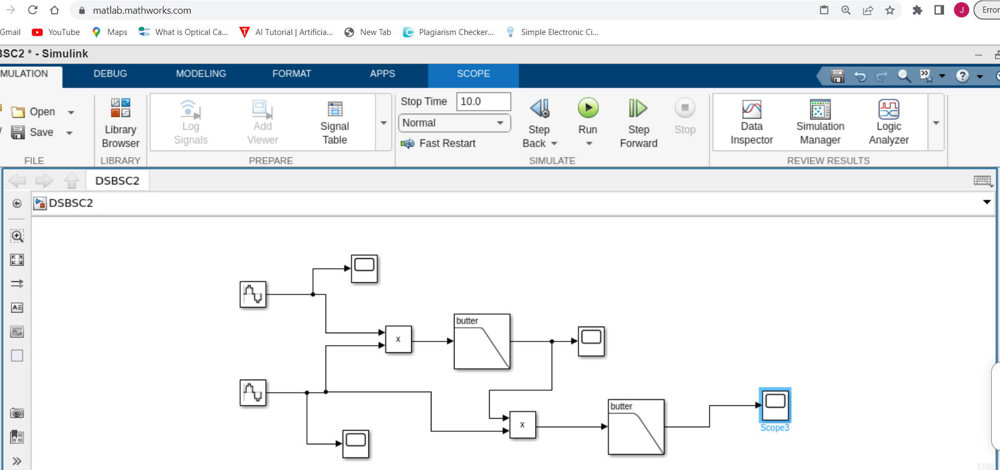 matlab.mathworks.com
J
Error
Gmail YouTube Maps What is Optical Ca... AI Tutorial | Artificia... New Tab Plagiarism Checker... Simple Electronic Ci...
BSC2 * - Simulink
MULATION DEBUG MODELING FORMAT APPS SCOPE
Open
Save
FILE
Library
Browser
LIBRARY
Log
Signals
Add
Viewer
Signal
Table
PREPARE
Stop Time 10.0
Normal
Fast Restart
Step
Back
Run
Step
Forward
Stop
SIMULATE
Data
Inspector
Simulation
Manager
Logic
Analyzer
REVIEW RESULTS
DSBSC2
DSBSC2
butter
x
butter
x
Scope3